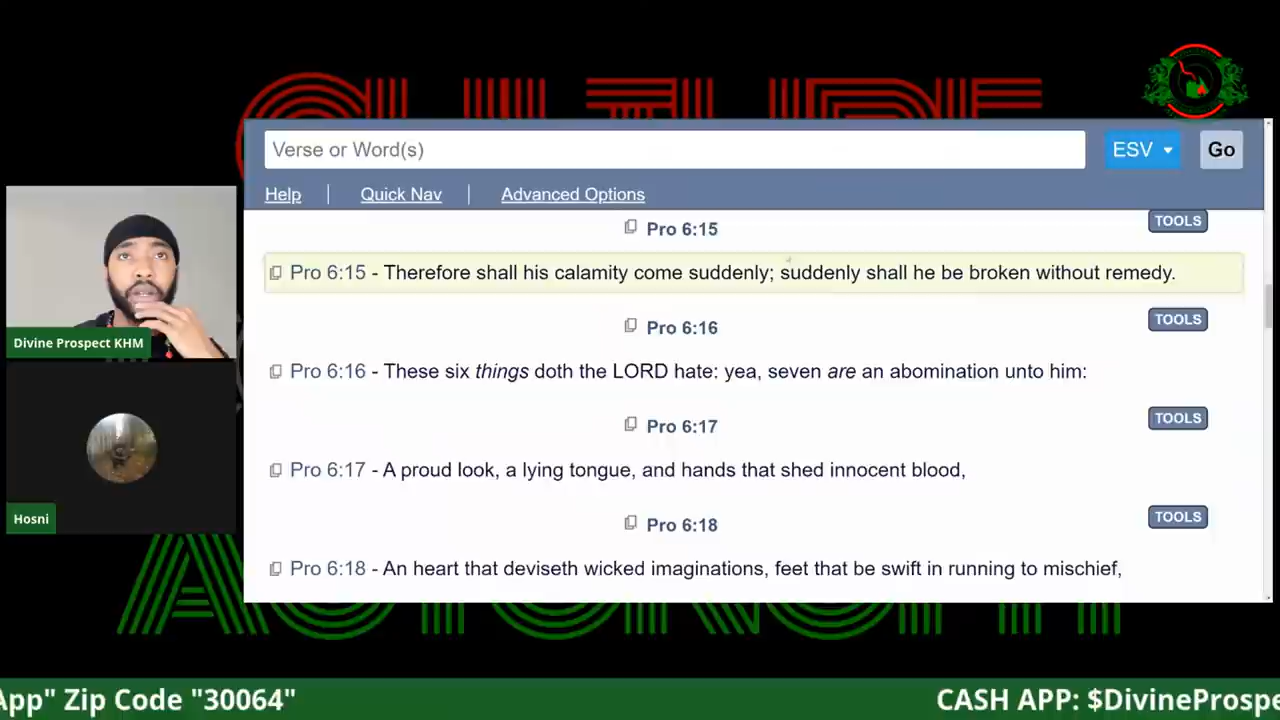 Verse or Word(s)
ESV
Go
Help | Quick Nav | Advanced Options
Pro 6:15
TOOLS
Pro 6:15 - Therefore shall his calamity come suddenly; suddenly shall he be broken without remedy.
Pro 6:16
TOOLS
Pro 6:16 - These six things doth the LORD hate: yea, seven are an abomination unto him:
Pro 6:17
TOOLS
Pro 6:17 - A proud look, a lying tongue, and hands that shed innocent blood,
Pro 6:18
TOOLS
Pro 6:18 - An heart that deviseth wicked imaginations, feet that be swift in running to mischief,
Divine Prospect KHM
Hosni
App" Zip Code "30064"
CASH APP: $DivineProspe